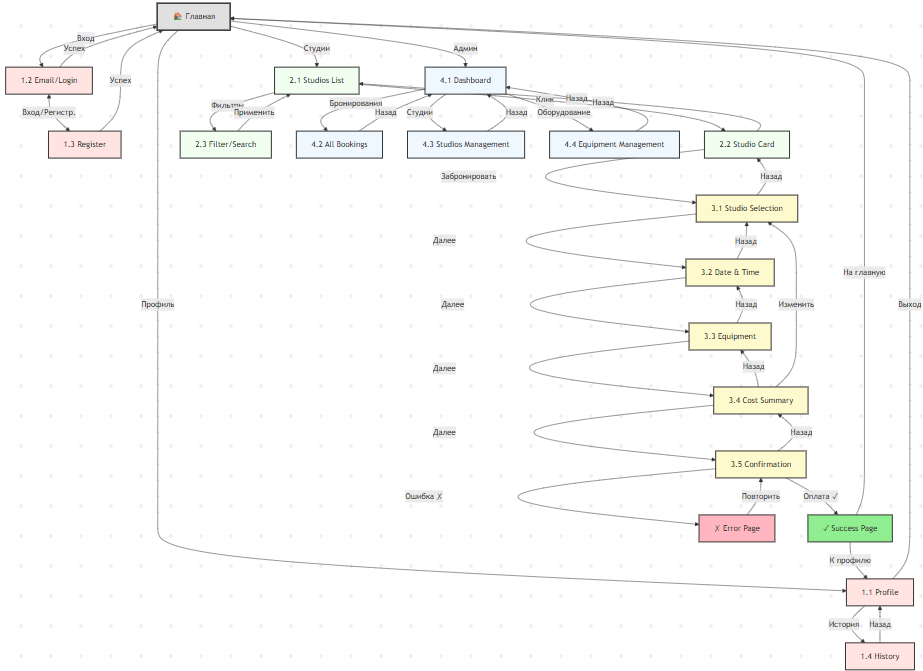 🏠 Главная
Вход
Успех
Студии
Админ
1.2 Email/Login
Успех
2.1 Studios List
4.1 Dashboard
Фильтры
Применить
Бронирования
Назад
Студии
Назад
Клик
Назад
Назад
Оборудование
Вход/Регистр.
1.3 Register
2.3 Filter/Search
4.2 All Bookings
4.3 Studios Management
4.4 Equipment Management
2.2 Studio Card
Забронировать
Назад
3.1 Studio Selection
Далее
Назад
3.2 Date & Time
На главную
Профиль
Далее
Назад
Изменить
Выход
3.3 Equipment
Далее
Назад
3.4 Cost Summary
Далее
Назад
3.5 Confirmation
Ошибка ✗
Повторить
Оплата ✓
✗ Error Page
✓ Success Page
К профилю
1.1 Profile
История
Назад
1.4 History